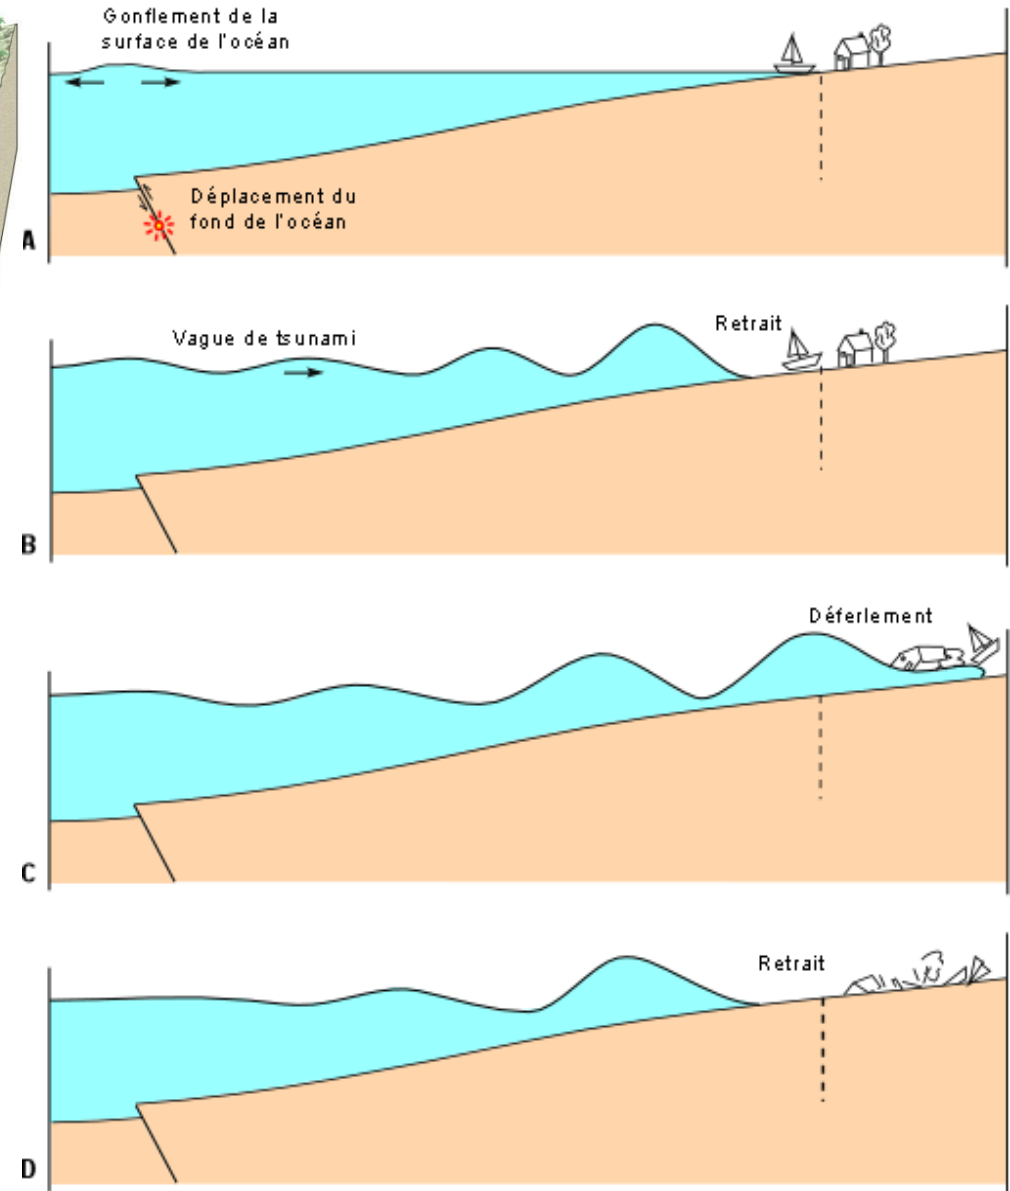 Gonflement de la
surface de l'océan
Déplacement du
fond de l'océan
A
Vague de tsunami
Retrait
B
Déferlement
C
Retrait
D